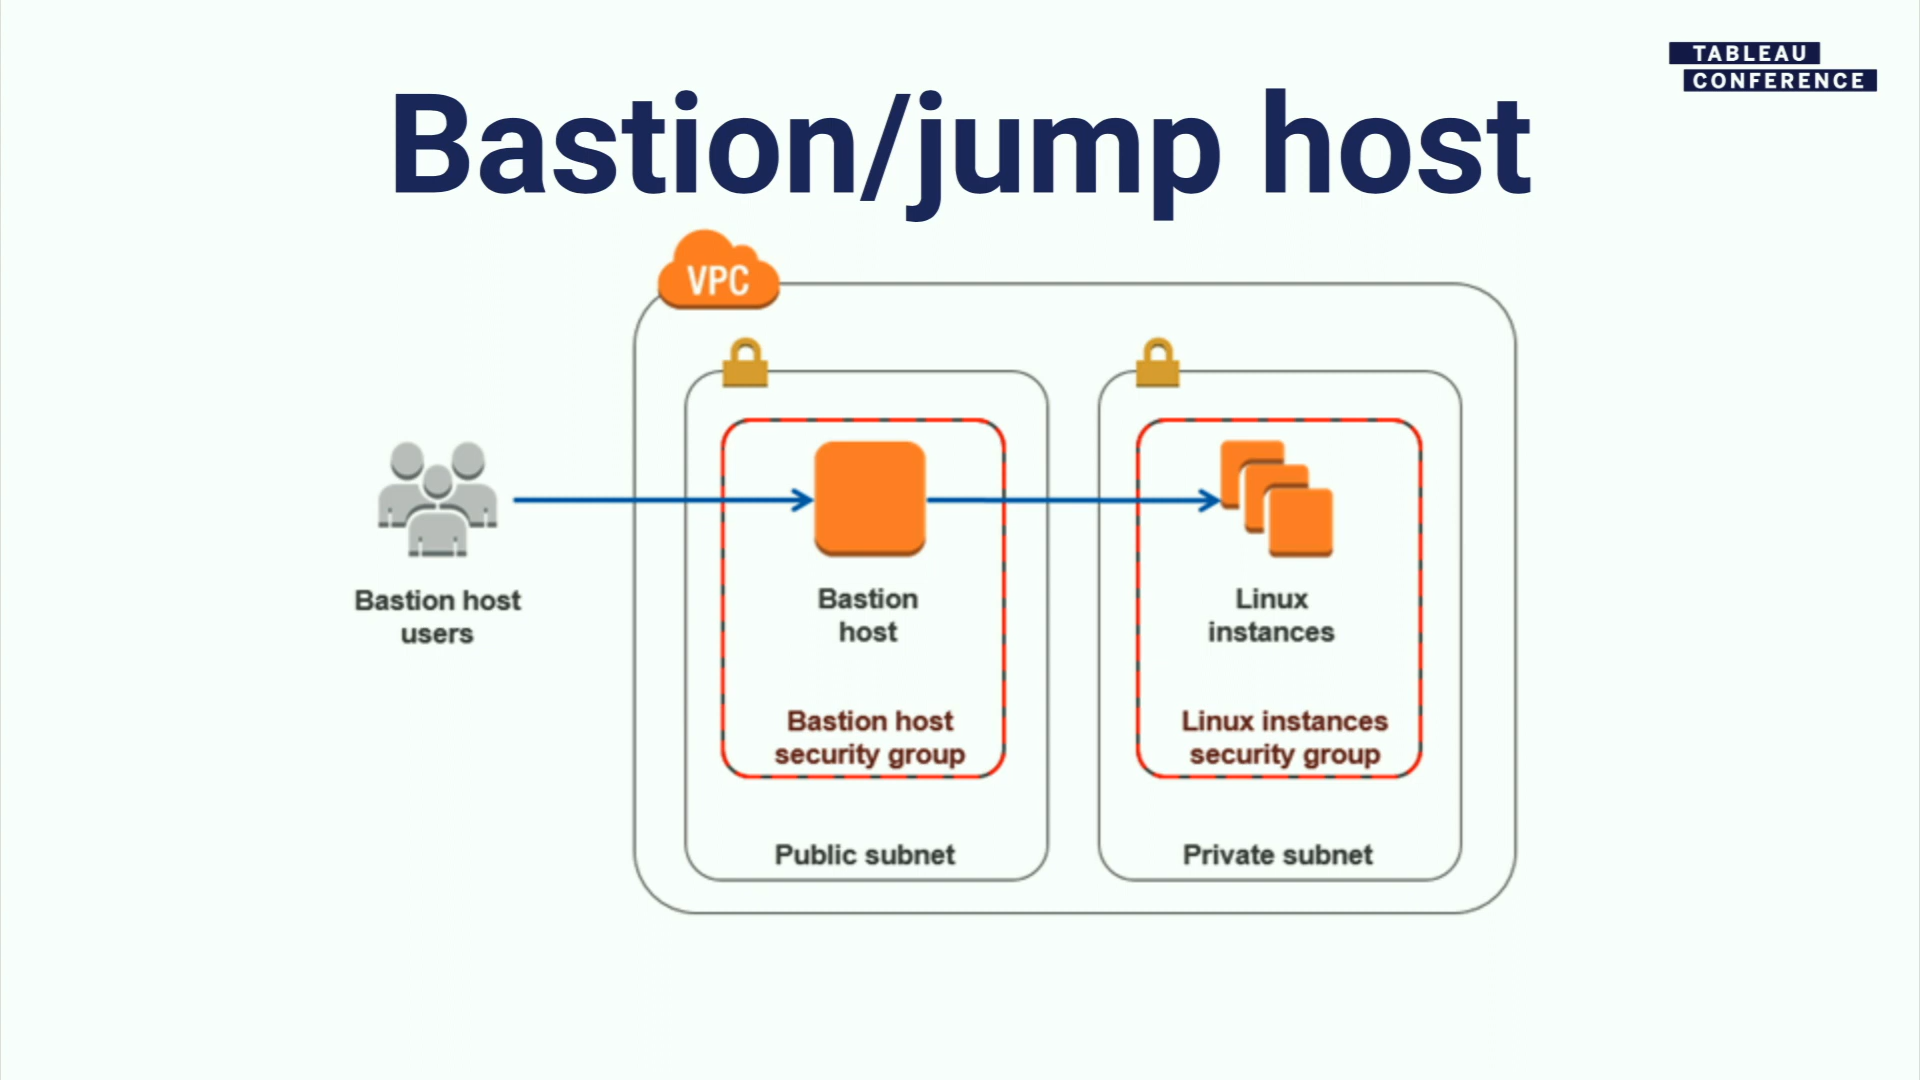 TABLEAU
CONFERENCE
Bastion/jump host
VPC
Bastion host
users
Bastion
host
Linux
instances
Bastion host
security group
Linux instances
security group
Public subnet
Private subnet